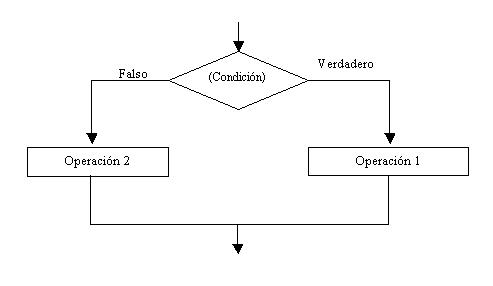 Falso
(Condición)
Verdadero
Operación 2
Operación 1